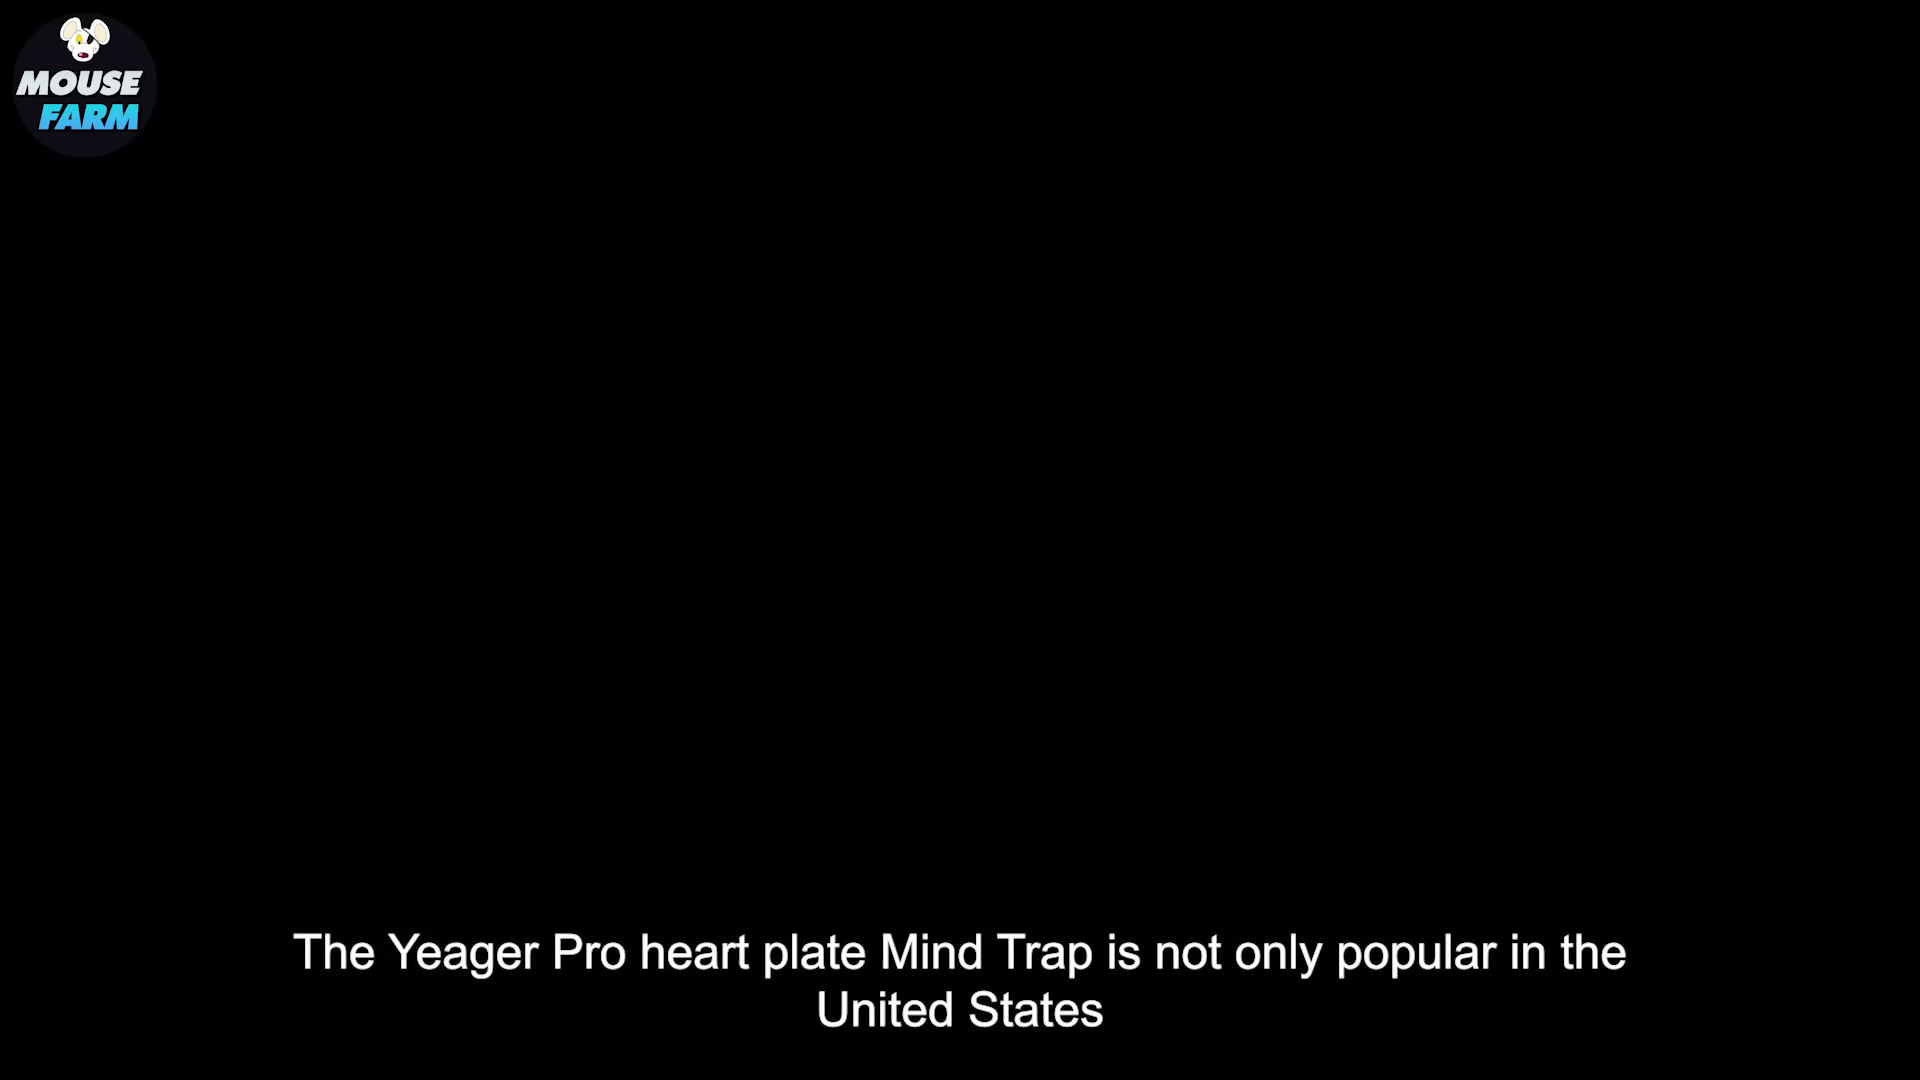 MOUSE
FARM
The Yeager Pro heart plate Mind Trap is not only popular in the
United States